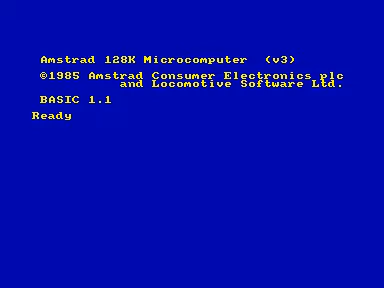 Amstrad 128K Microcomputer (v3)
©1985 Amstrad Consumer Electronics plc
and Locomotive Software Ltd.
BASIC 1.1
Ready